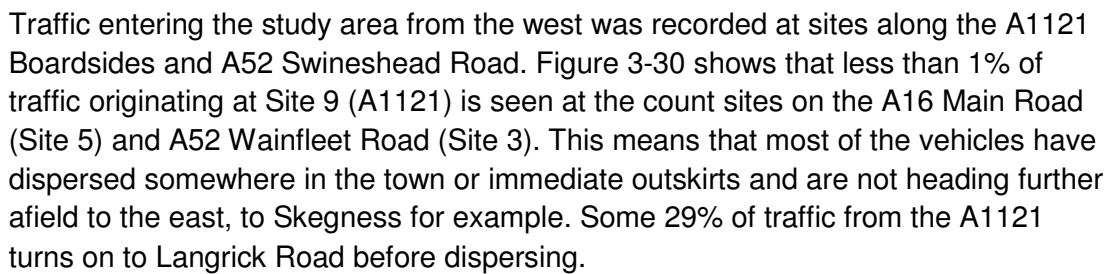 Traffic entering the study area from the west was recorded at sites along the A1121
Boardsides and A52 Swineshead Road. Figure 3-30 shows that less than 1% of
traffic originating at Site 9 (A1121) is seen at the count sites on the A16 Main Road
(Site 5) and A52 Wainfleet Road (Site 3). This means that most of the vehicles have
dispersed somewhere in the town or immediate outskirts and are not heading further
afield to the east, to Skegness for example. Some 29% of traffic from the A1121
turns on to Langrick Road before dispersing.